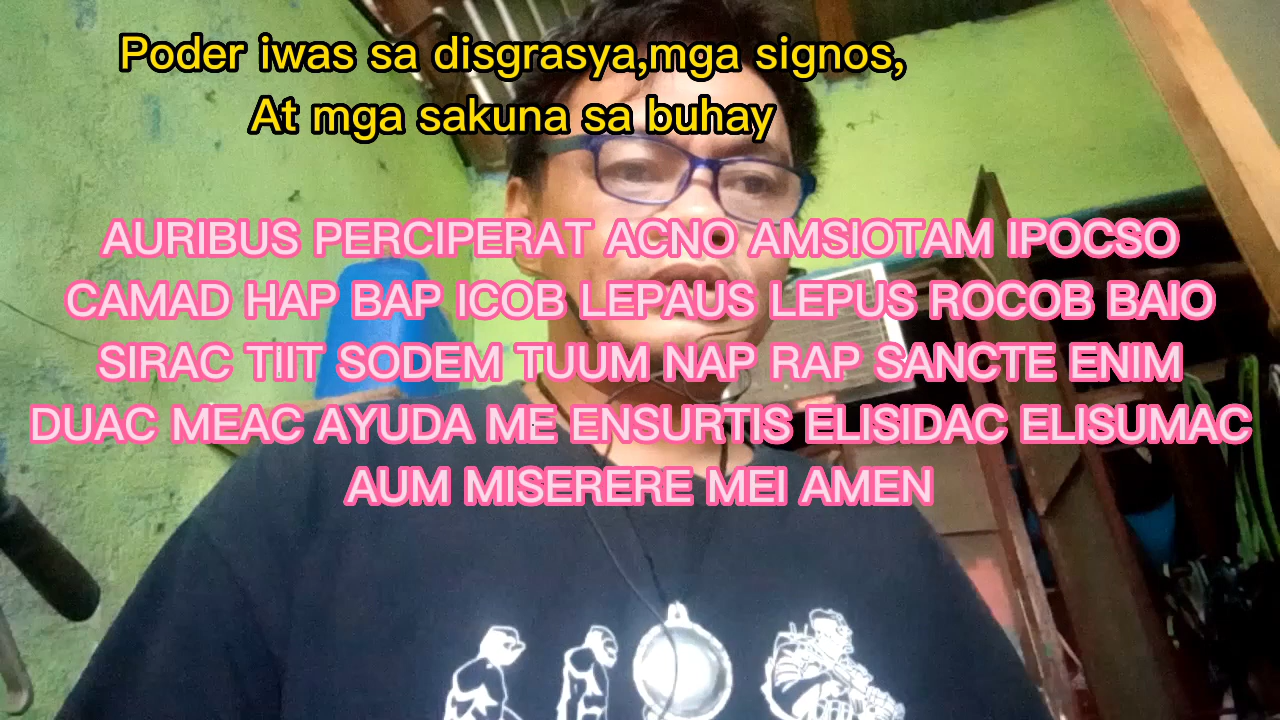 Poder iwas sa disgrasya,mga signos,
At mga sakuna sa buhay
AURIBUS PERCIPERAT ACNO AMSIOTAM IPOCSO
CAMAD HAP BAP ICOB LEPAUS LEPUS ROCOB BAIO
SIRAC TIIT SODEM TUUM NAP RAP SANCTE ENIM
DUAC MEAC AYUDA ME ENSURTIS ELISIDAC ELISUMAC
AUM MISERERE MEI AMEN